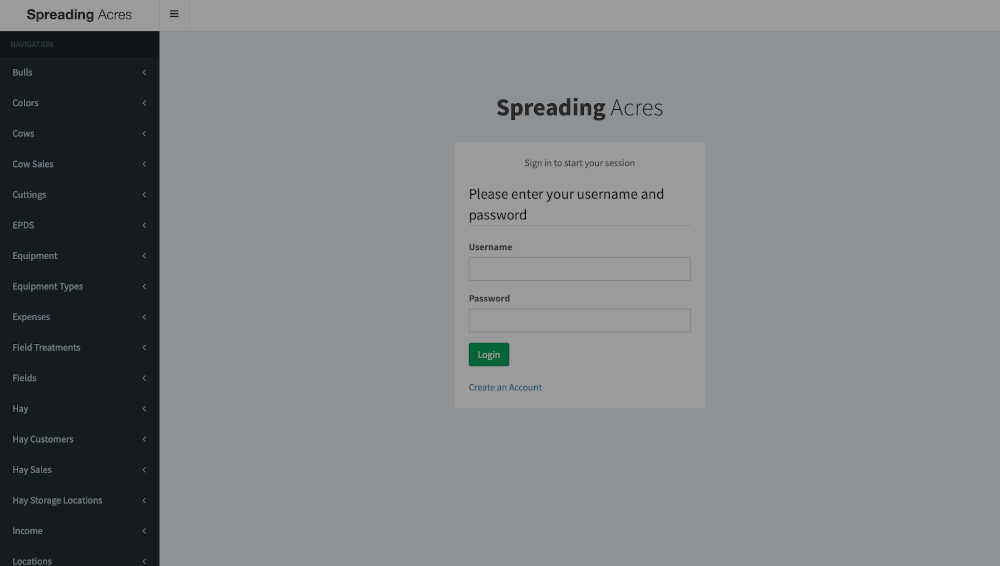 Spreading Acres
NAVIGATION
Bulls
Colors
Cows
Cow Sales
Cuttings
EPDS
Equipment
Equipment Types
Expenses
Field Treatments
Fields
Hay
Hay Customers
Hay Sales
Hay Storage Locations
Income
Locations
Spreading Acres
Sign in to start your session
Please enter your username and
password
Username
Password
Login
Create an Account